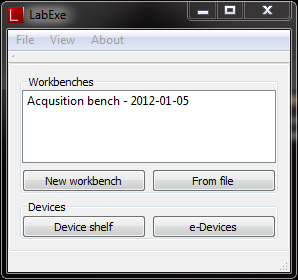 LabExe
File View About
Workbenches
Acqusition bench - 2012-01-05
New workbench From file
Devices
Device shelf e-Devices